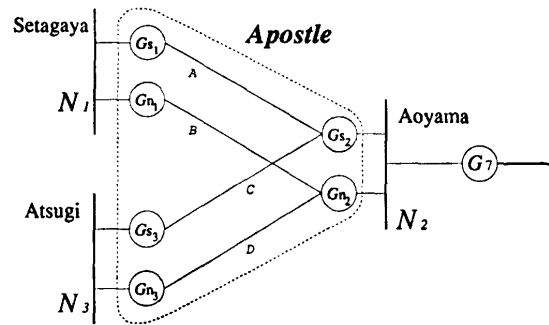 Setagaya
Apostle
Gs1
A
N1
Gn1
B
Aoyama
Gs2
G7
Atsugi
C
Gn2
N2
Gs3
D
N3
Gn3